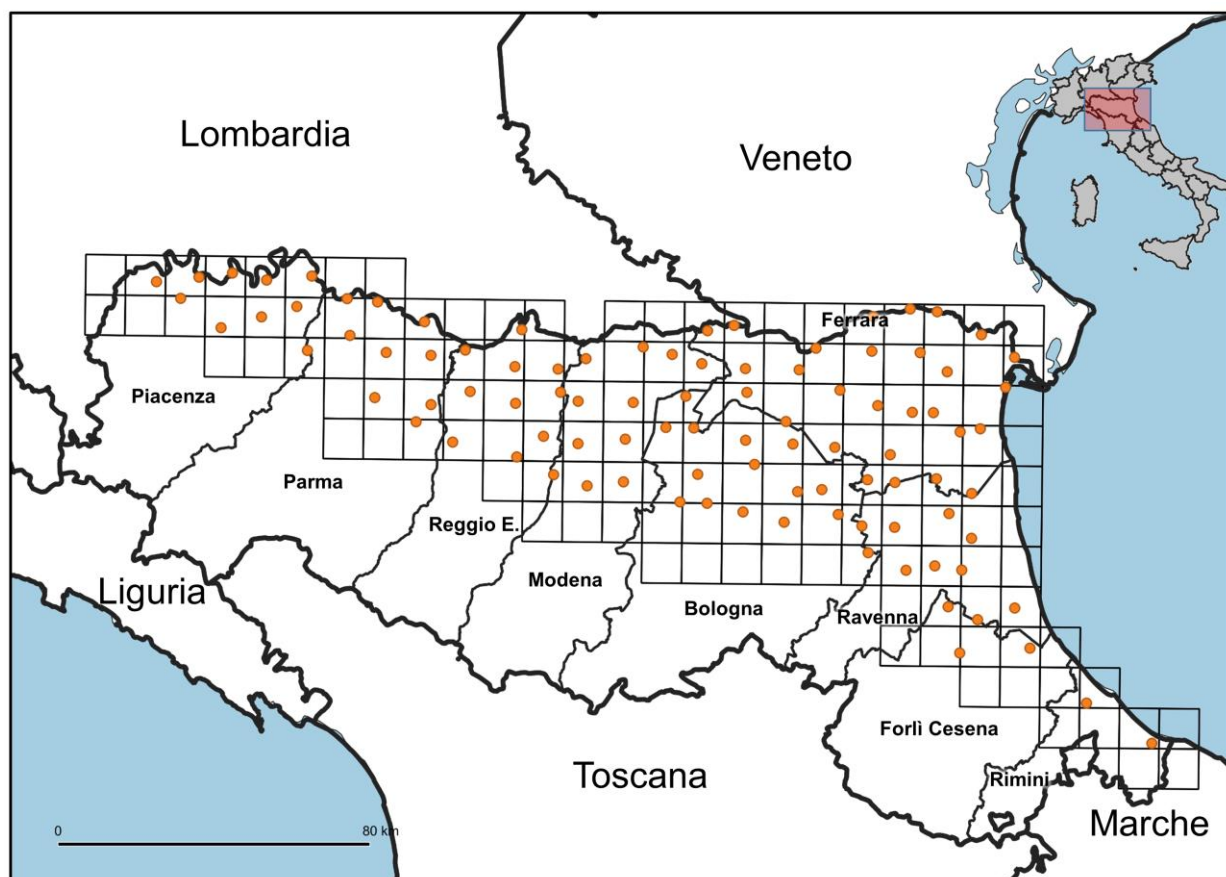 Lombardia
Veneto
Ferrara
Piacenza
Parma
Reggio E.
Modena
Liguria
Bologna
Ravenna
Forlì Cesena
Toscana
Rimini
Marche
0 80 km